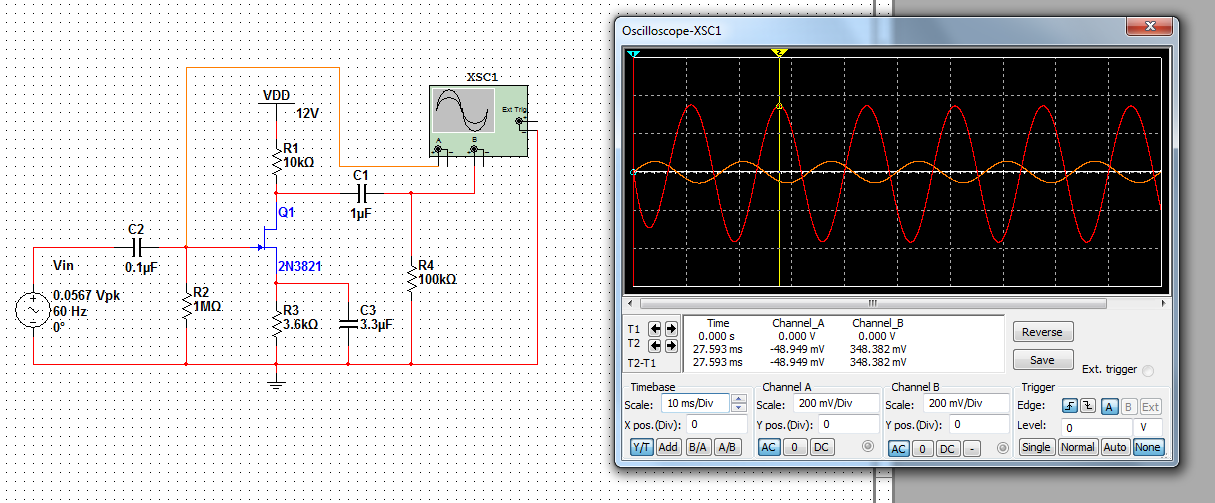 XSC1
Ext Trig
+
A
B
+ - + -
VDD
12V
R1
10kΩ
C1
1µF
Q1
2N3821
C2
0.1µF
Vin
0.0567 Vpk
60 Hz
0°
R2
1MΩ
R3
3.6kΩ
C3
3.3µF
R4
100kΩ
Oscilloscope-XSC1
1 2
Time Channel_A Channel_B
T1 0.000 s 0.000 V 0.000 V
T2 27.593 ms -48.949 mV 348.382 mV
T2-T1 27.593 ms -48.949 mV 348.382 mV
Reverse
Save
Ext. trigger
Timebase
Scale: 10 ms/Div
X pos.(Div): 0
Y/T Add B/A A/B
Channel A
Scale: 200 mV/Div
Y pos.(Div): 0
AC 0 DC
Channel B
Scale: 200 mV/Div
Y pos.(Div): 0
AC 0 DC -
Trigger
Edge: A B Ext
Level: 0 V
Single Normal Auto None